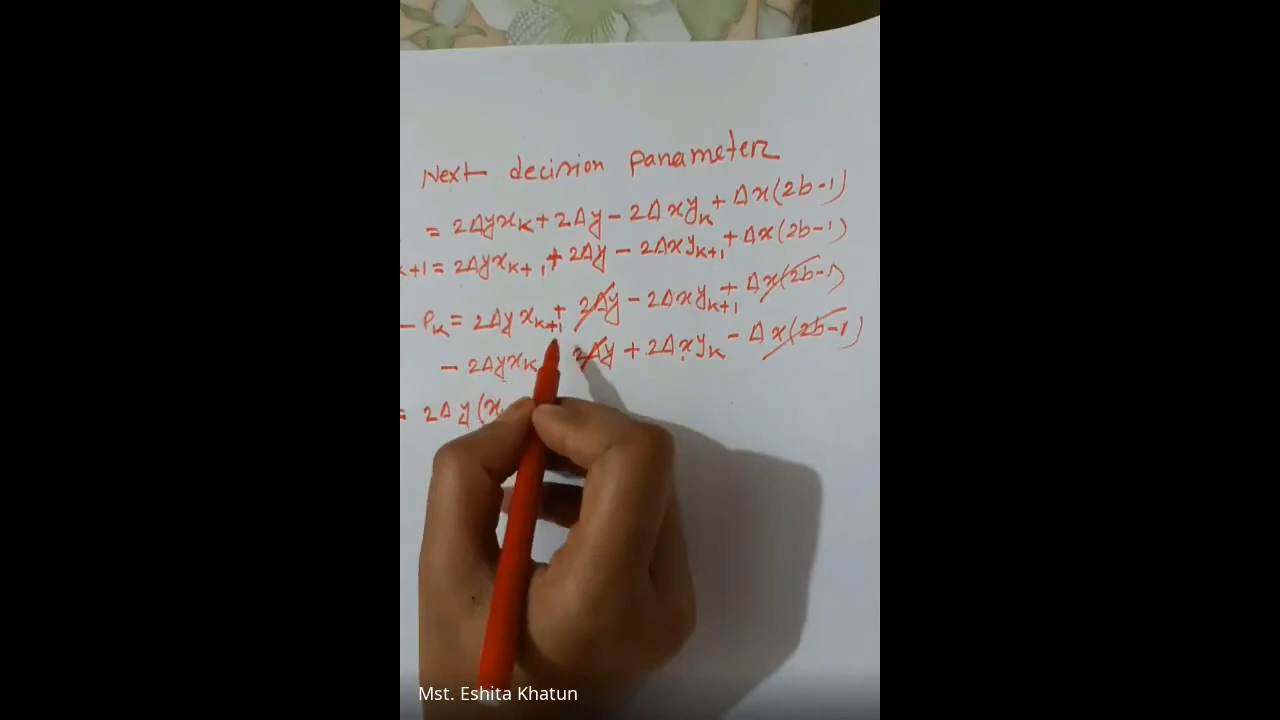 Next decision parameter
= 2Δyxₖ + 2Δy - 2Δxyₖ + Δx(2b-1)
ₖ+1 = 2Δyxₖ₊₁ + 2Δy - 2Δxyₖ₊₁ + Δx(2b-1)
- Pₖ = 2Δyxₖ₊₁ + 2Δy - 2Δxyₖ₊₁ + Δx(2b-1)
- 2Δyxₖ 2Δy + 2Δxyₖ - Δx(2b-1)
= 2Δy(x
Mst. Eshita Khatun